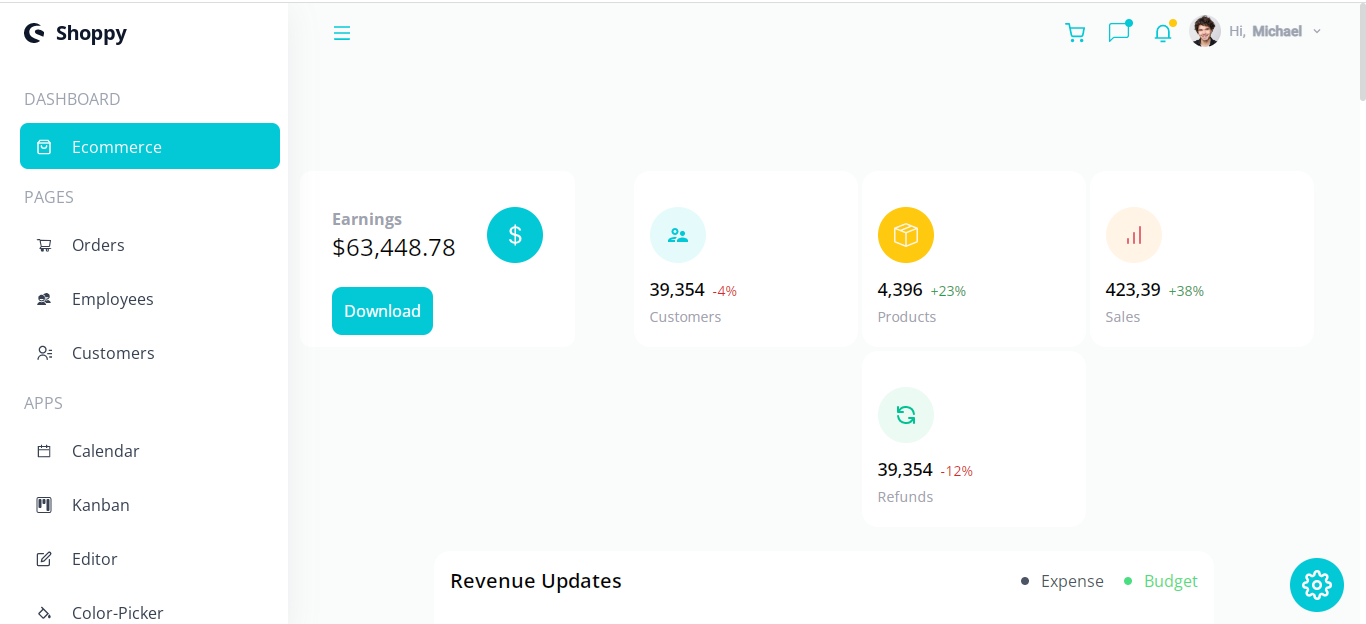 Shoppy
Hi, Michael
DASHBOARD
Ecommerce
PAGES
Orders
Employees
Customers
APPS
Calendar
Kanban
Editor
Color-Picker
Earnings
$63,448.78
$
Download
39,354 -4%
Customers
4,396 +23%
Products
423,39 +38%
Sales
39,354 -12%
Refunds
Revenue Updates
Expense
Budget